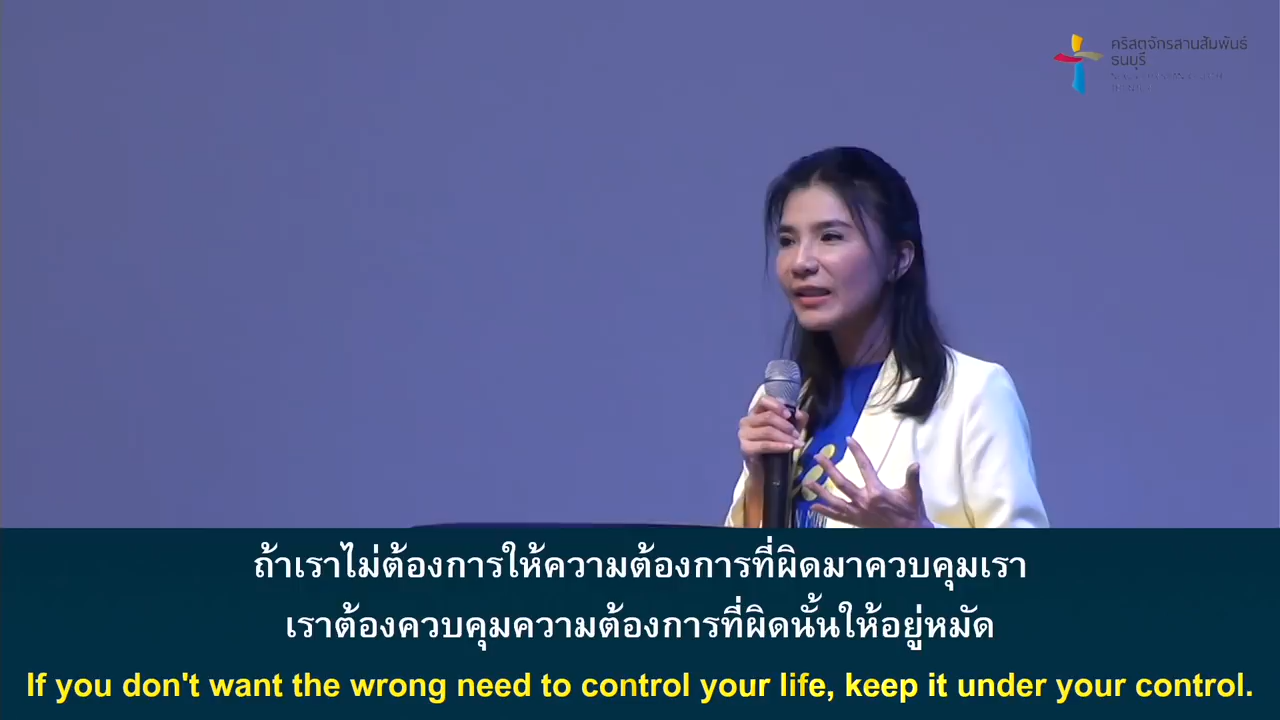 คริสตจักรสานสัมพันธ์
ธนบุรี
ถ้าเราไม่ต้องการให้ความต้องการที่ผิดมาควบคุมเรา
เราต้องควบคุมความต้องการที่ผิดนั้นให้อยู่หมัด
If you don't want the wrong need to control your life, keep it under your control.